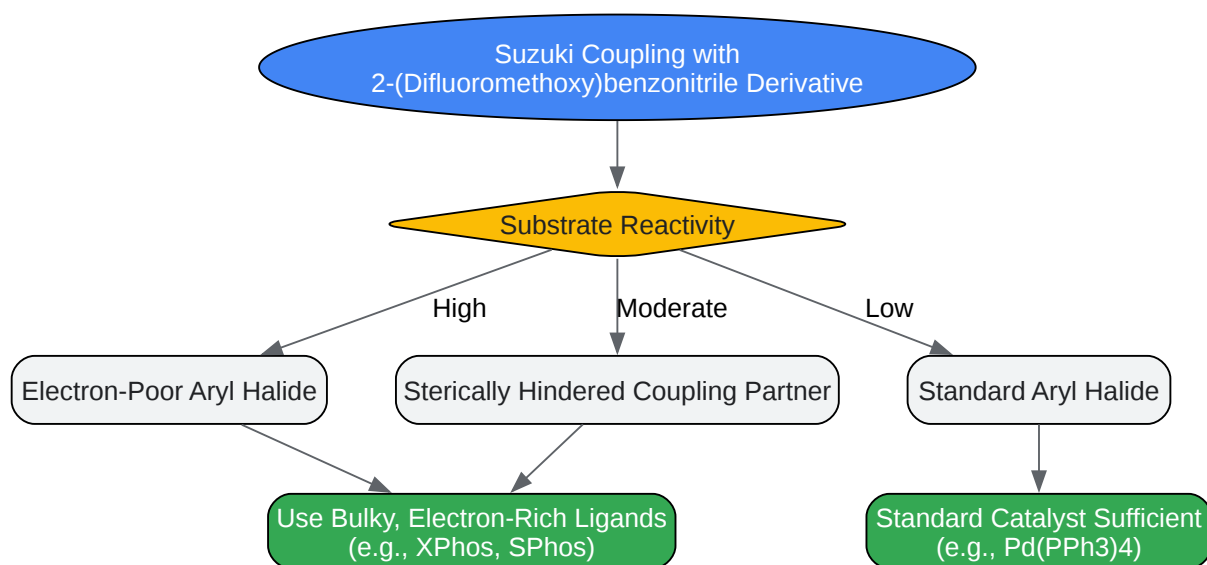 Suzuki Coupling with
2-(Difluoromethoxy)benzonitrile Derivative
Substrate Reactivity
High
Moderate
Low
Electron-Poor Aryl Halide
Sterically Hindered Coupling Partner
Standard Aryl Halide
Use Bulky, Electron-Rich Ligands
(e.g., XPhos, SPhos)
Standard Catalyst Sufficient
(e.g., Pd(PPh3)4)